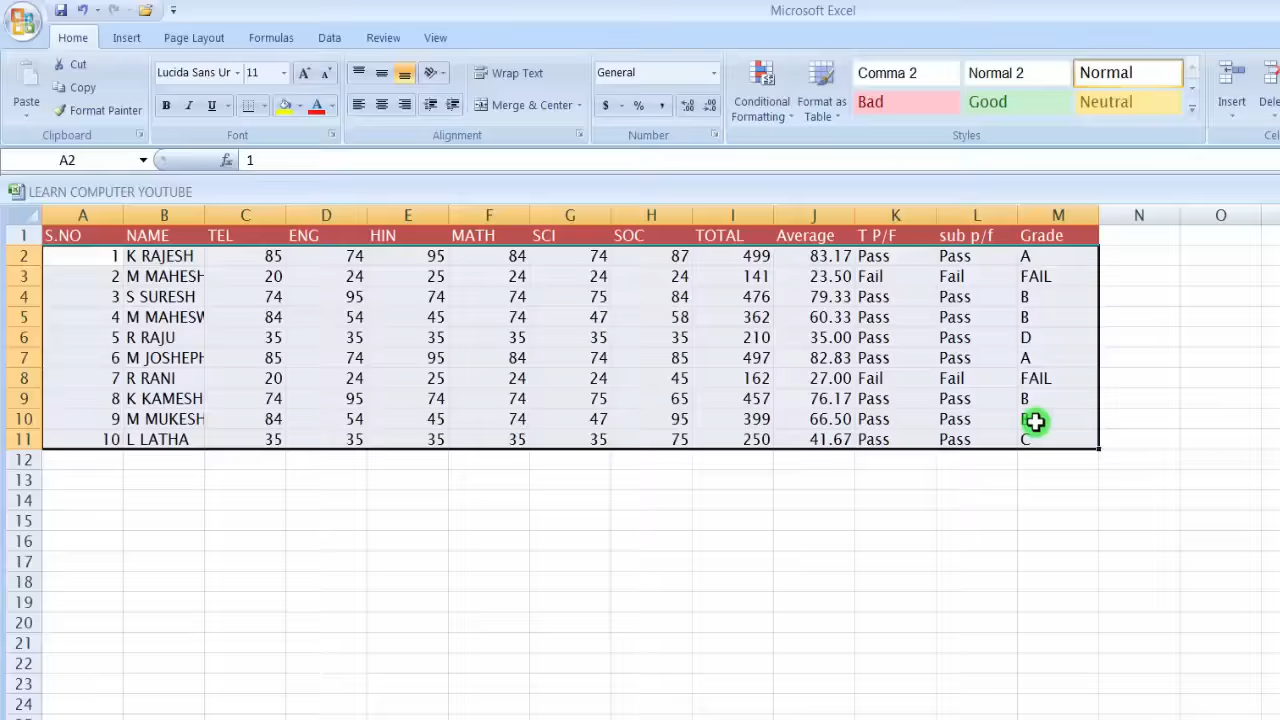 Microsoft Excel
Home Insert Page Layout Formulas Data Review View
Cut
Copy
Format Painter
Paste
Clipboard
Lucida Sans Ur 11
B I U
Font
Wrap Text
Merge & Center
Alignment
General
$ % ,
Number
Conditional Formatting
Format as Table
Comma 2 Normal 2 Normal
Bad Good Neutral
Styles
Insert
A2 fx 1
LEARN COMPUTER YOUTUBE
A B C D E F G H I J K L M N O
1 S.NO NAME TEL ENG HIN MATH SCI SOC TOTAL Average T P/F sub p/f Grade
2 1 K RAJESH 85 74 95 84 74 87 499 83.17 Pass Pass A
3 2 M MAHESH 20 24 25 24 24 24 141 23.50 Fail Fail FAIL
4 3 S SURESH 74 95 74 74 75 84 476 79.33 Pass Pass B
5 4 M MAHESW 84 54 45 74 47 58 362 60.33 Pass Pass B
6 5 R RAJU 35 35 35 35 35 35 210 35.00 Pass Pass D
7 6 M JOSHEPH 85 74 95 84 74 85 497 82.83 Pass Pass A
8 7 R RANI 20 24 25 24 24 45 162 27.00 Fail Fail FAIL
9 8 K KAMESH 74 95 74 74 75 65 457 76.17 Pass Pass B
10 9 M MUKESH 84 54 45 74 47 95 399 66.50 Pass Pass
11 10 L LATHA 35 35 35 35 35 75 250 41.67 Pass Pass C
12
13
14
15
16
17
18
19
20
21
22
23
24